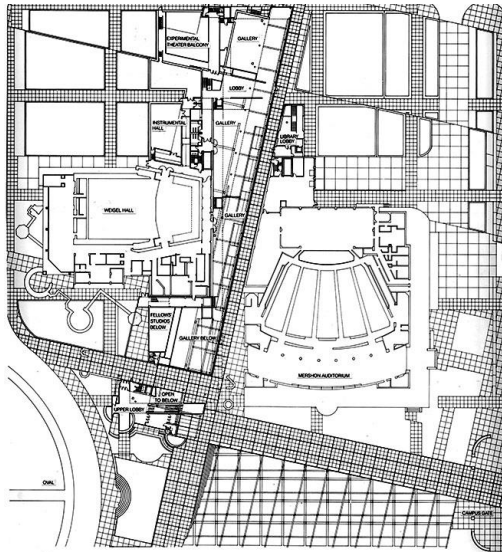 EXPERIMENTAL
THEATER BALCONY
GALLERY
LOBBY
INSTRUMENTAL
HALL
GALLERY
LIBRARY
LOBBY
WEIGEL HALL
GALLERY
FELLOWS'
STUDIOS
BELOW
GALLERY BELOW
MERSHON AUDITORIUM
OPEN
TO BELOW
UPPER LOBBY
OVAL
CAMPUS GATE